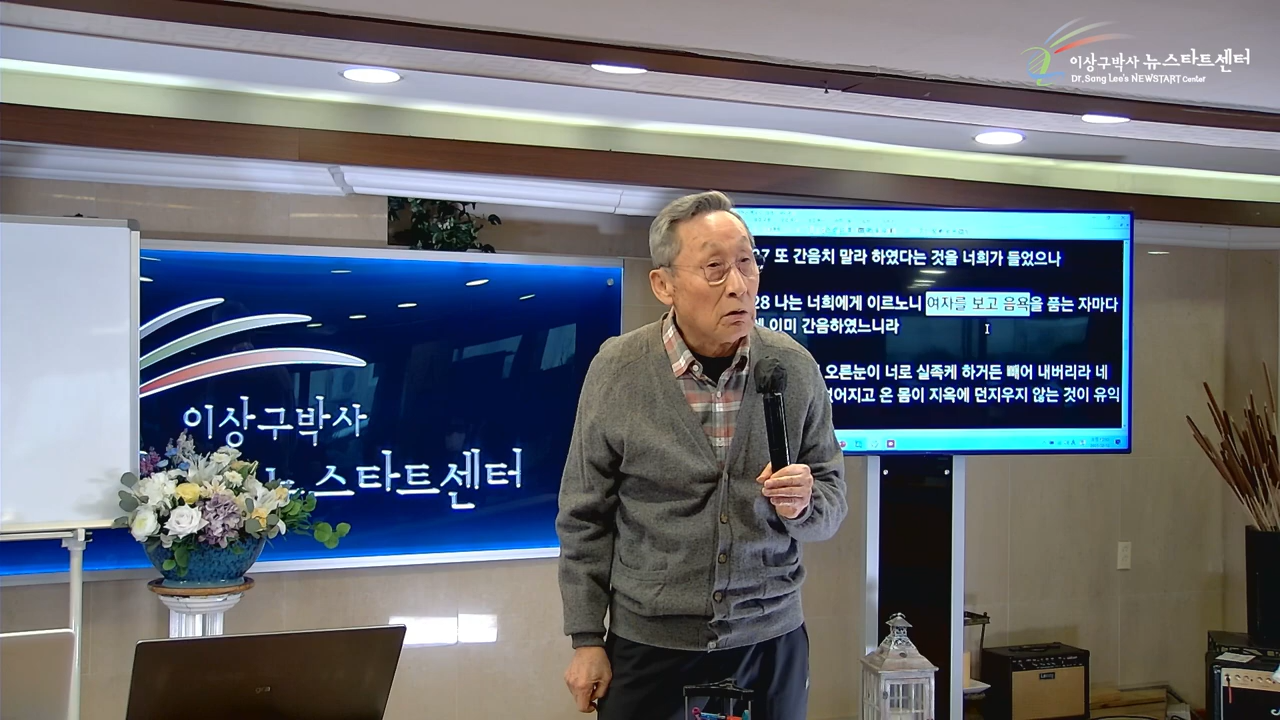 이상구박사 뉴스타트센터
Dr. Sang Lee's NEWSTART Center
이상구박사
스타트센터
27 또 간음치 말라 하였다는 것을 너희가 들었으나
28 나는 너희에게 이르노니 여자를 보고 음욕을 품는 자마다
이미 간음하였느니라
오른눈이 너로 실족케 하거든 빼어 내버리라 네
없어지고 온 몸이 지옥에 던지우지 않는 것이 유익